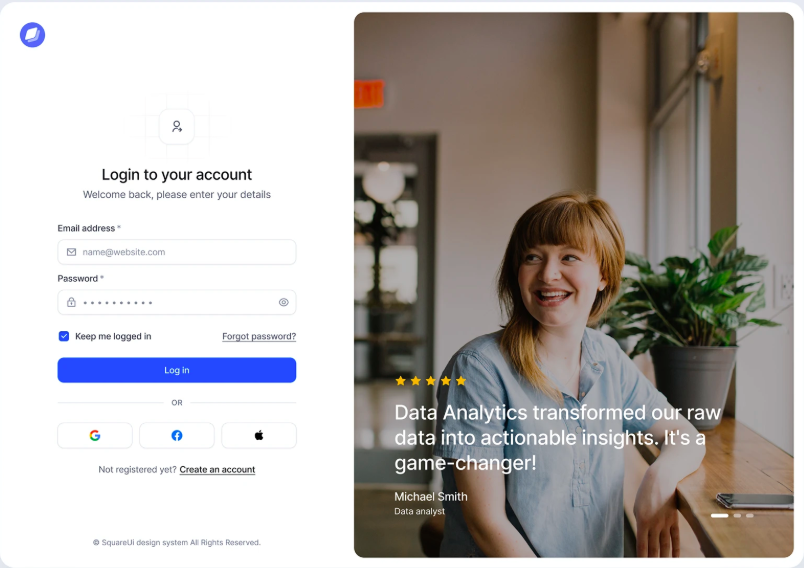 Login to your account
Welcome back, please enter your details
Email address *
name@website.com
Password *
Keep me logged in
Forgot password?
Log in
OR
Not registered yet? Create an account
© SquareUi design system All Rights Reserved.
Data Analytics transformed our raw
data into actionable insights. It's a
game-changer!
Michael Smith
Data analyst